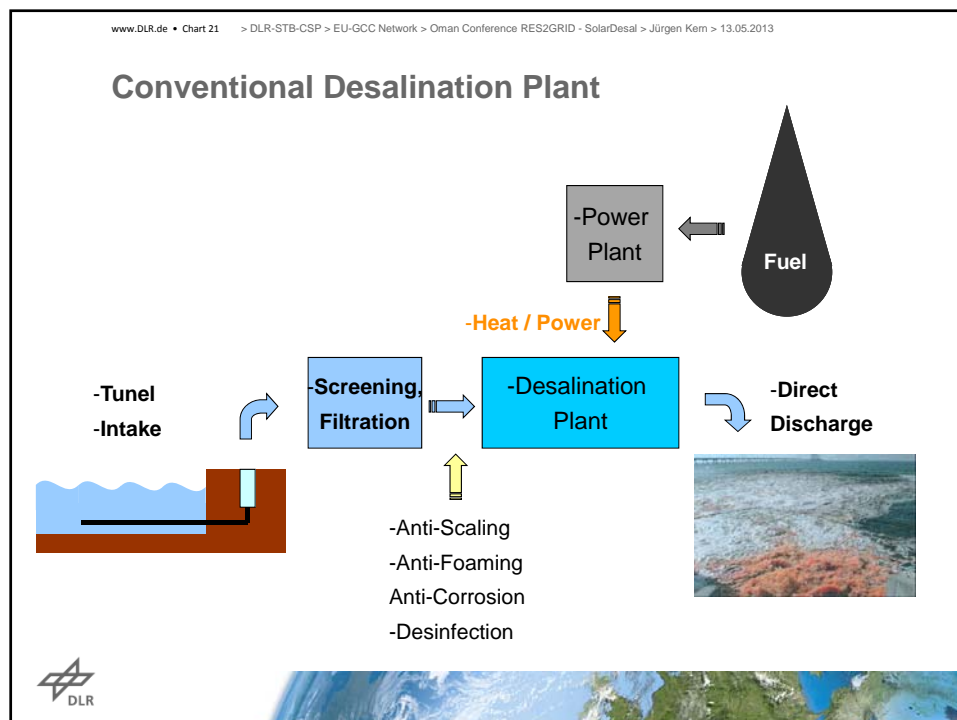 www.DLR.de • Chart 21 > DLR-STB-CSP > EU-GCC Network > Oman Conference RES2GRID - SolarDesal > Jürgen Kern > 13.05.2013
Conventional Desalination Plant
-Power
Plant
Fuel
-Heat / Power
-Tunel
-Intake
-Screening,
Filtration
-Desalination
Plant
-Direct
Discharge
-Anti-Scaling
-Anti-Foaming
Anti-Corrosion
-Desinfection
DLR